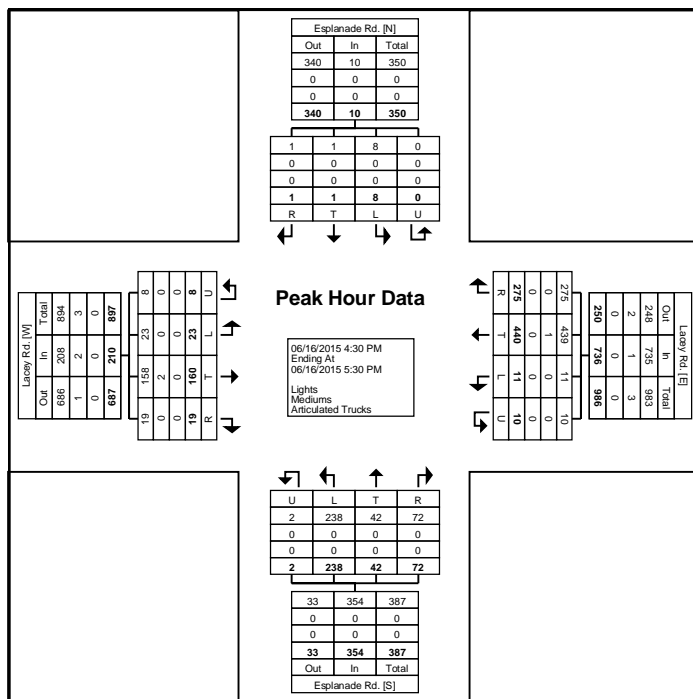 Esplanade Rd. [N]
Out In Total
340 10 350
0 0 0
0 0 0
340 10 350
1 1 8 0
0 0 0 0
0 0 0 0
1 1 8 0
R T L U
Lacey Rd. [W]
Total In Out
894 208 686
3 2 1
0 0 0
897 210 687
8 23 158 19
0 0 2 0
0 0 0 0
8 23 160 19
U L T R
Peak Hour Data
06/16/2015 4:30 PM
Ending At
06/16/2015 5:30 PM
Lights
Mediums
Articulated Trucks
R T L U
275 440 11 10
0 0 0 0
0 1 0 0
275 439 11 10
250 736 986
0 0 0
2 1 3
248 735 983
Out In Total
Lacey Rd. [E]
U L T R
2 238 42 72
0 0 0 0
0 0 0 0
2 238 42 72
33 354 387
0 0 0
0 0 0
33 354 387
Out In Total
Esplanade Rd. [S]